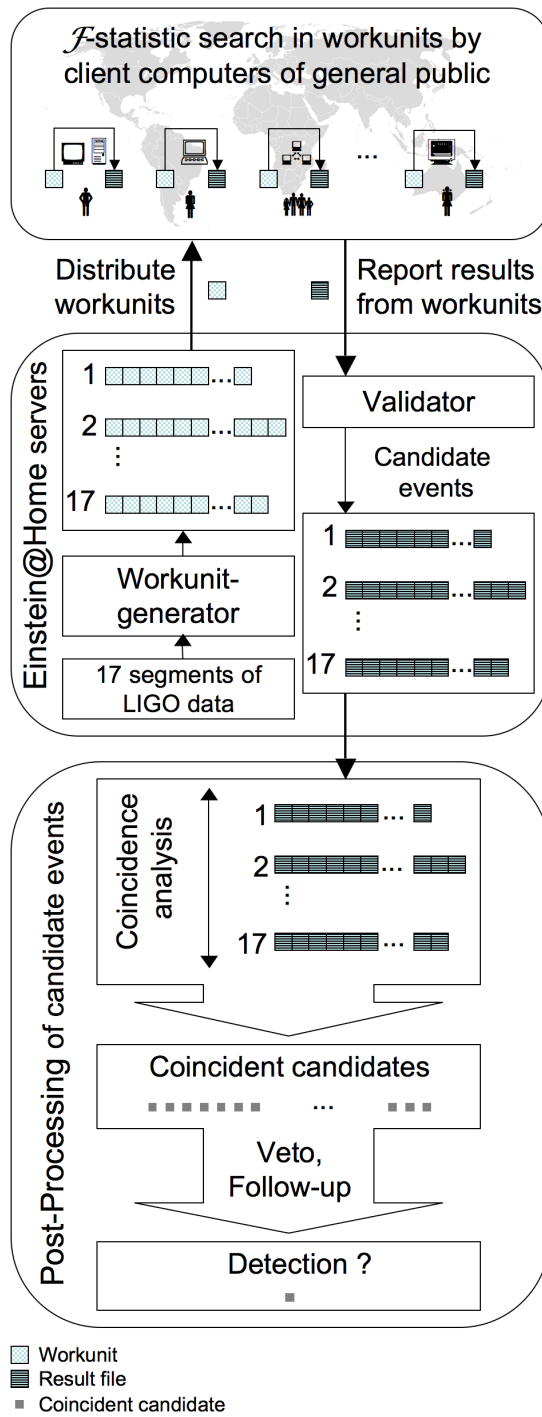 ℱ-statistic search in workunits by
client computers of general public
...
Distribute
workunits
Report results
from workunits
Einstein@Home servers
1 ...
2 ...
⋮
17 ...
Workunit-
generator
17 segments of
LIGO data
Validator
Candidate
events
1 ...
2 ...
⋮
17 ...
Post-Processing of candidate events
Coincidence
analysis
1 ...
2 ...
⋮
17 ...
Coincident candidates
...
Veto,
Follow-up
Detection ?
Workunit
Result file
Coincident candidate